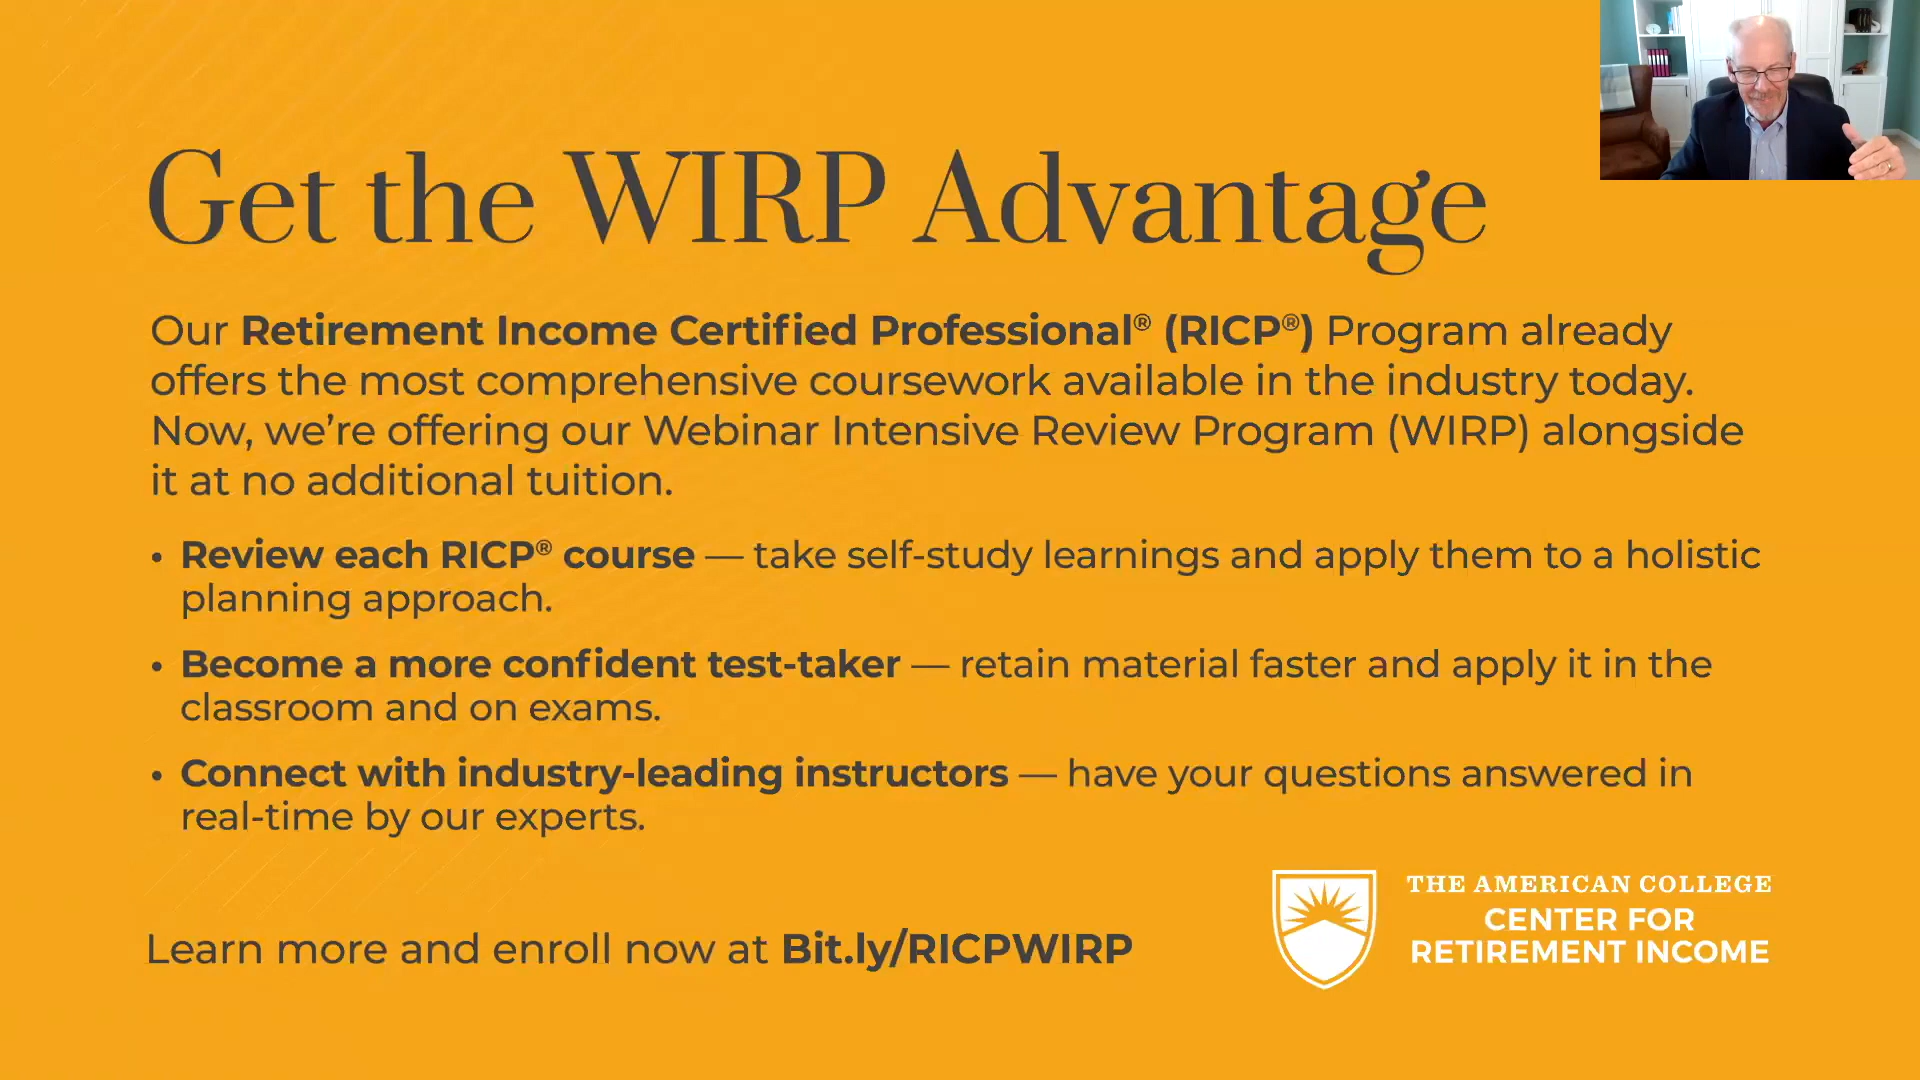 Get the WIRP Advantage
Our Retirement Income Certified Professional® (RICP®) Program already
offers the most comprehensive coursework available in the industry today.
Now, we’re offering our Webinar Intensive Review Program (WIRP) alongside
it at no additional tuition.
• Review each RICP® course — take self-study learnings and apply them to a holistic
planning approach.
• Become a more confident test-taker — retain material faster and apply it in the
classroom and on exams.
• Connect with industry-leading instructors — have your questions answered in
real-time by our experts.
Learn more and enroll now at Bit.ly/RICPWIRP
THE AMERICAN COLLEGE
CENTER FOR
RETIREMENT INCOME